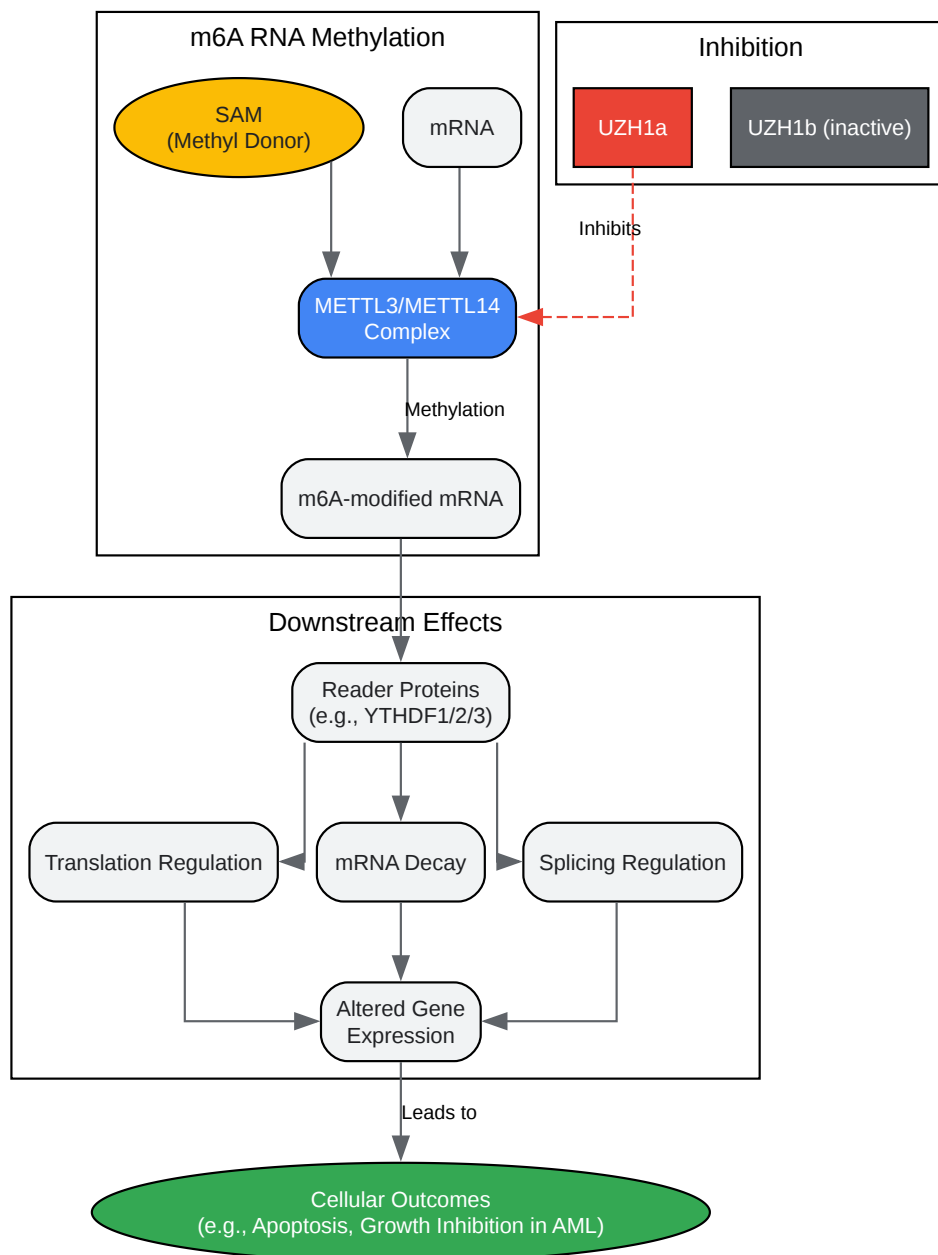 m6A RNA Methylation
Inhibition
SAM
(Methyl Donor)
mRNA
UZH1a
UZH1b (inactive)
Inhibits
METTL3/METTL14
Complex
Methylation
m6A-modified mRNA
Downstream Effects
Reader Proteins
(e.g., YTHDF1/2/3)
Translation Regulation
mRNA Decay
Splicing Regulation
Altered Gene
Expression
Leads to
Cellular Outcomes
(e.g., Apoptosis, Growth Inhibition in AML)